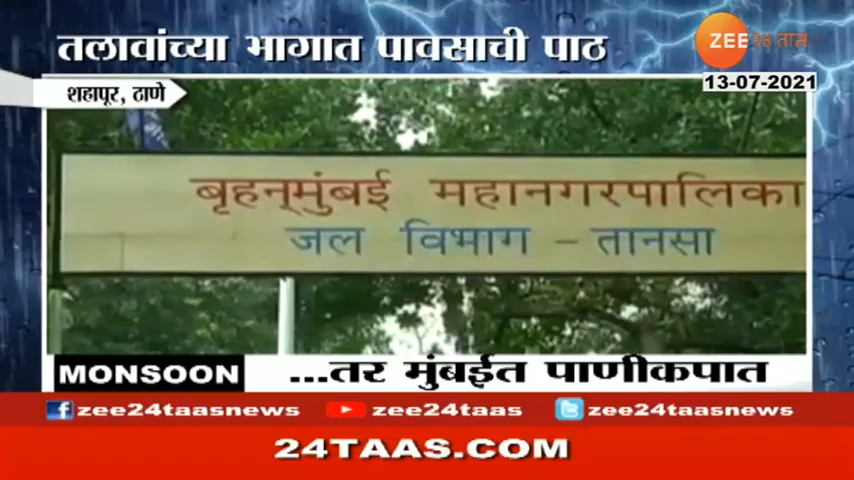 तलावांच्या भागात पावसाची पाठ
ZEE २४ तास
शहापूर, ठाणे
13-07-2021
बृहन्मुंबई महानगरपालिका
जल विभाग - तानसा
MONSOON
...तर मुंबईत पाणीकपात
zee24taasnews
zee24taas
zee24taasnews
24TAAS.COM